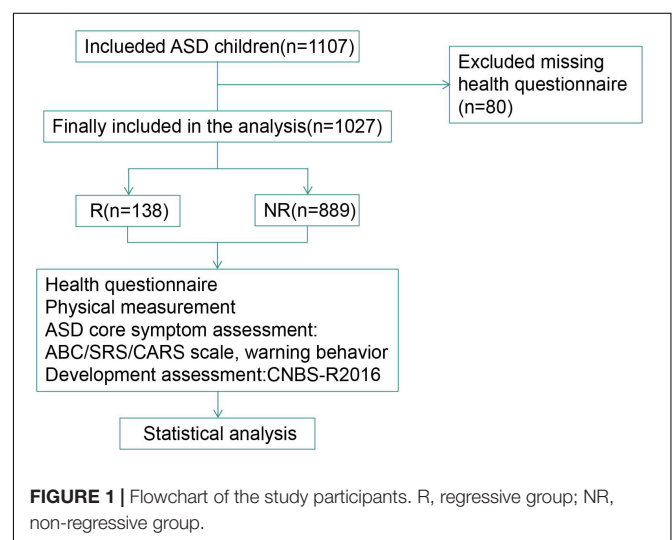 Inclueded ASD children(n=1107)
Excluded missing
health questionnaire
(n=80)
Finally included in the analysis(n=1027)
R(n=138)
NR(n=889)
Health questionnaire
Physical measurement
ASD core symptom assessment:
ABC/SRS/CARS scale, warning behavior
Development assessment:CNBS-R2016
Statistical analysis
FIGURE 1 | Flowchart of the study participants. R, regressive group; NR,
non-regressive group.